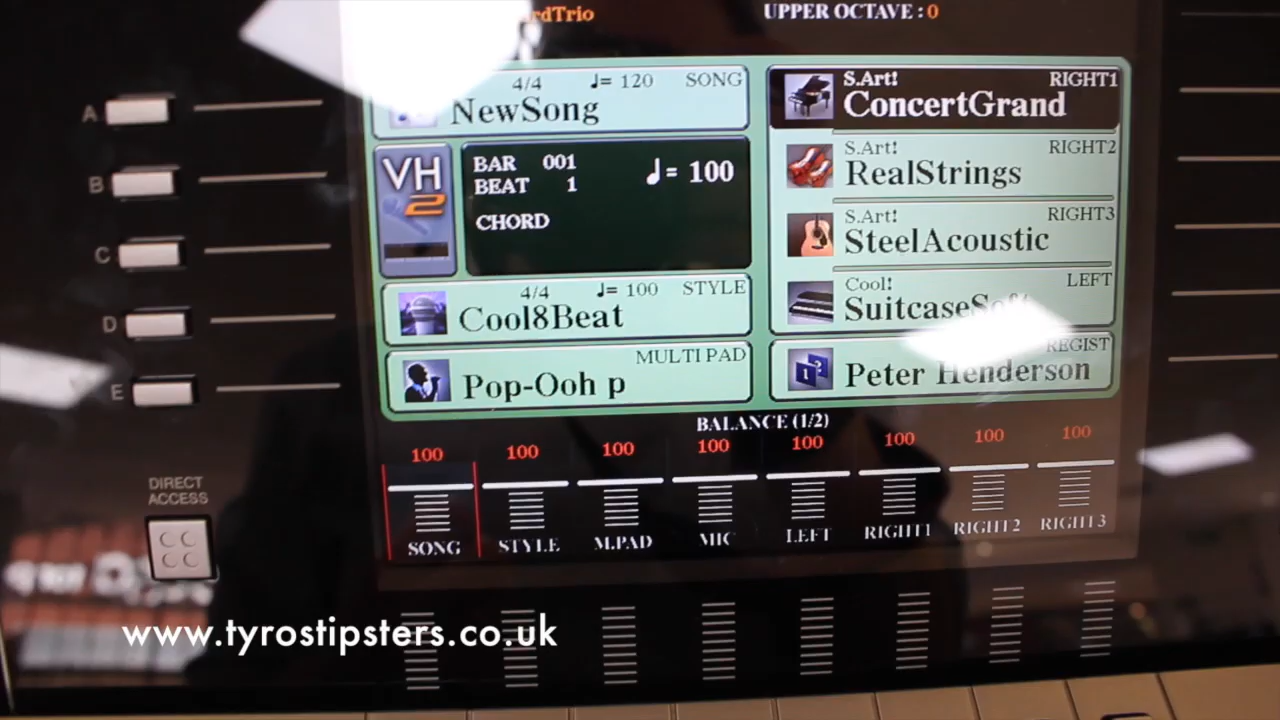 rdTrio
UPPER OCTAVE : 0
4/4 ♩= 120 SONG
NewSong
VH
2
BAR 001
BEAT 1
♩= 100
CHORD
4/4 ♩= 100 STYLE
Cool8Beat
MULTI PAD
Pop-Ooh p
S.Art! RIGHT1
ConcertGrand
S.Art! RIGHT2
RealStrings
S.Art! RIGHT3
SteelAcoustic
Cool! LEFT
REGIST
Peter Henderson
BALANCE (1/2)
100 100 100 100 100 100 100 100
SONG STYLE M.PAD MIC LEFT RIGHT1 RIGHT2 RIGHT3
A
B
C
D
E
DIRECT
ACCESS
www.tyrostipsters.co.uk